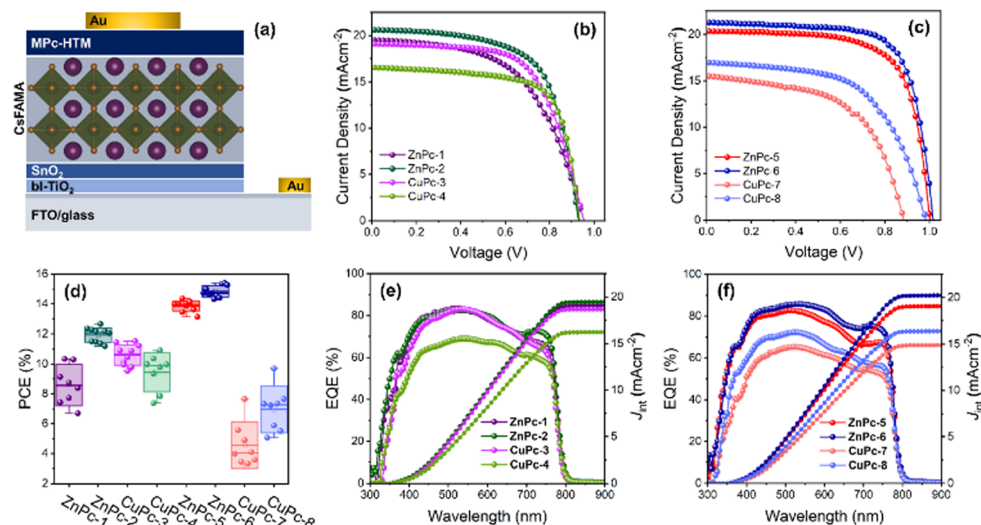 (a)
Au
MPc-HTM
CsFAMA
SnO₂
bl-TiO₂
Au
FTO/glass
(b)
Current Density (mAcm⁻²)
20
15
10
5
0
ZnPc-1
ZnPc-2
CuPc-3
CuPc-4
0.0 0.2 0.4 0.6 0.8 1.0
Voltage (V)
(c)
Current Density (mAcm⁻²)
20
15
10
5
0
ZnPc-5
ZnPc-6
CuPc-7
CuPc-8
0.0 0.2 0.4 0.6 0.8 1.0
Voltage (V)
(d)
PCE (%)
16
14
12
10
8
6
4
2
ZnPc-1 ZnPc-2 CuPc-3 CuPc-4 ZnPc-5 ZnPc-6 CuPc-7 CuPc-8
(e)
EQE (%)
100
80
60
40
20
0
ZnPc-1
ZnPc-2
CuPc-3
CuPc-4
20
15
10
5
0
Jint (mAcm⁻²)
300 400 500 600 700 800 900
Wavelength (nm)
(f)
EQE (%)
100
80
60
40
20
0
ZnPc-5
ZnPc-6
CuPc-7
CuPc-8
20
15
10
5
0
Jint (mAcm⁻²)
300 400 500 600 700 800 900
Wavelength (nm)